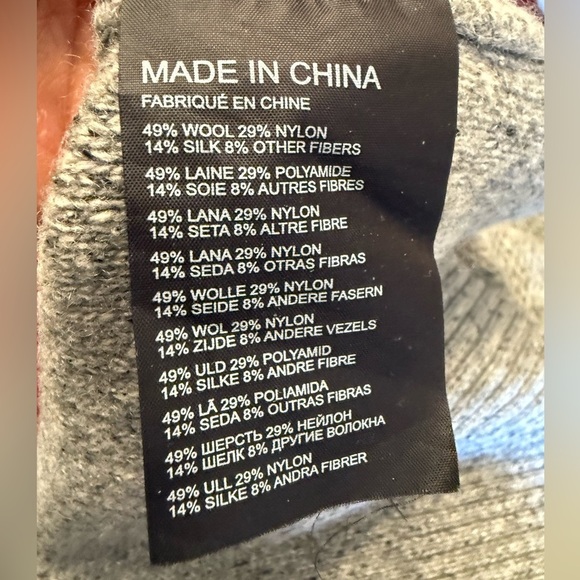 MADE IN CHINA
FABRIQUÉ EN CHINE
49% WOOL 29% NYLON
14% SILK 8% OTHER FIBERS
49% LAINE 29% POLYAMIDE
14% SOIE 8% AUTRES FIBRES
49% LANA 29% NYLON
14% SETA 8% ALTRE FIBRE
49% LANA 29% NYLON
14% SEDA 8% OTRAS FIBRAS
49% WOLLE 29% NYLON
14% SEIDE 8% ANDERE FASERN
49% WOL 29% NYLON
14% ZIJDE 8% ANDERE VEZELS
49% ULD 29% POLYAMID
14% SILKE 8% ANDRE FIBRE
49% LÃ 29% POLIAMIDA
14% SEDA 8% OUTRAS FIBRAS
49% ШЕРСТЬ 29% НЕЙЛОН
14% ШЕЛК 8% ДРУГИЕ ВОЛОКНА
49% ULL 29% NYLON
14% SILKE 8% ANDRA FIBRER